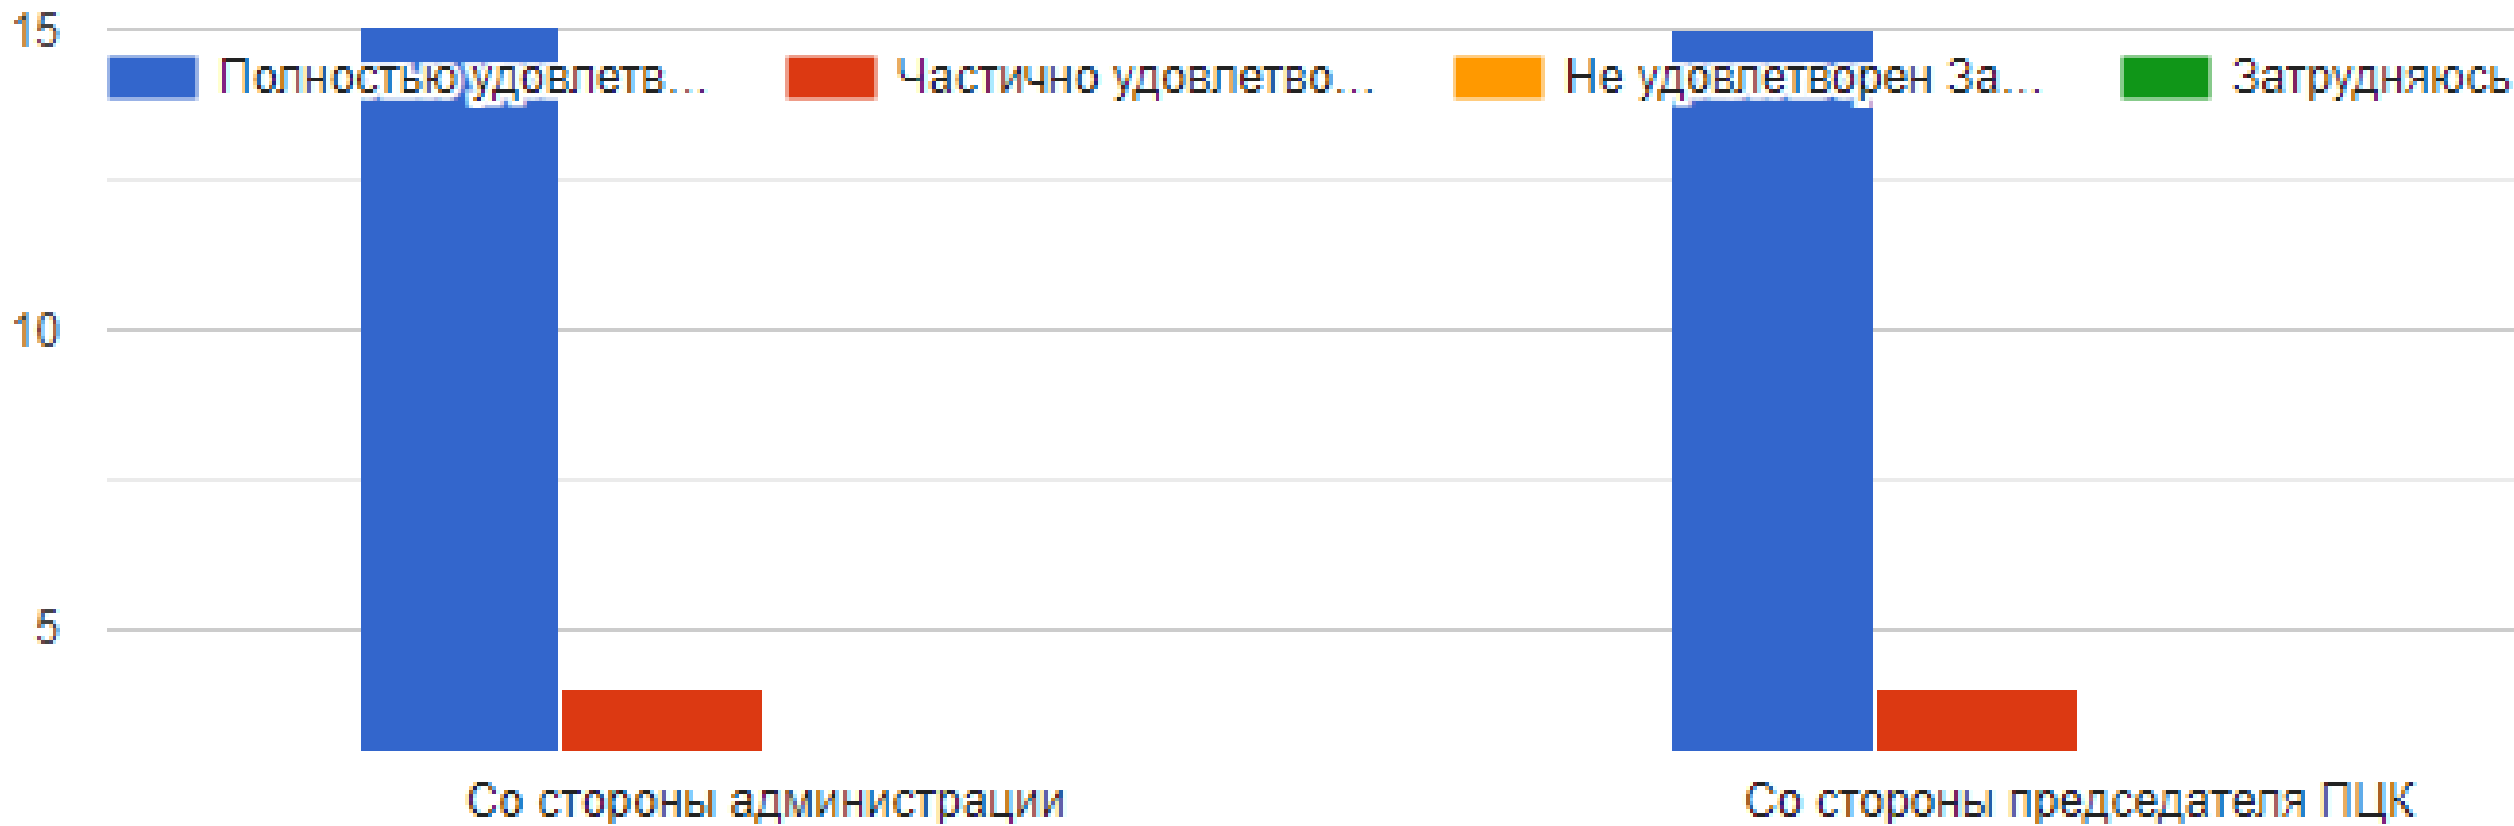 15
Полностью удовлетв... Частично удовлетво... Не удовлетворен За... Затрудняюсь
10
5
Со стороны администрации Со стороны председателя ПЦК